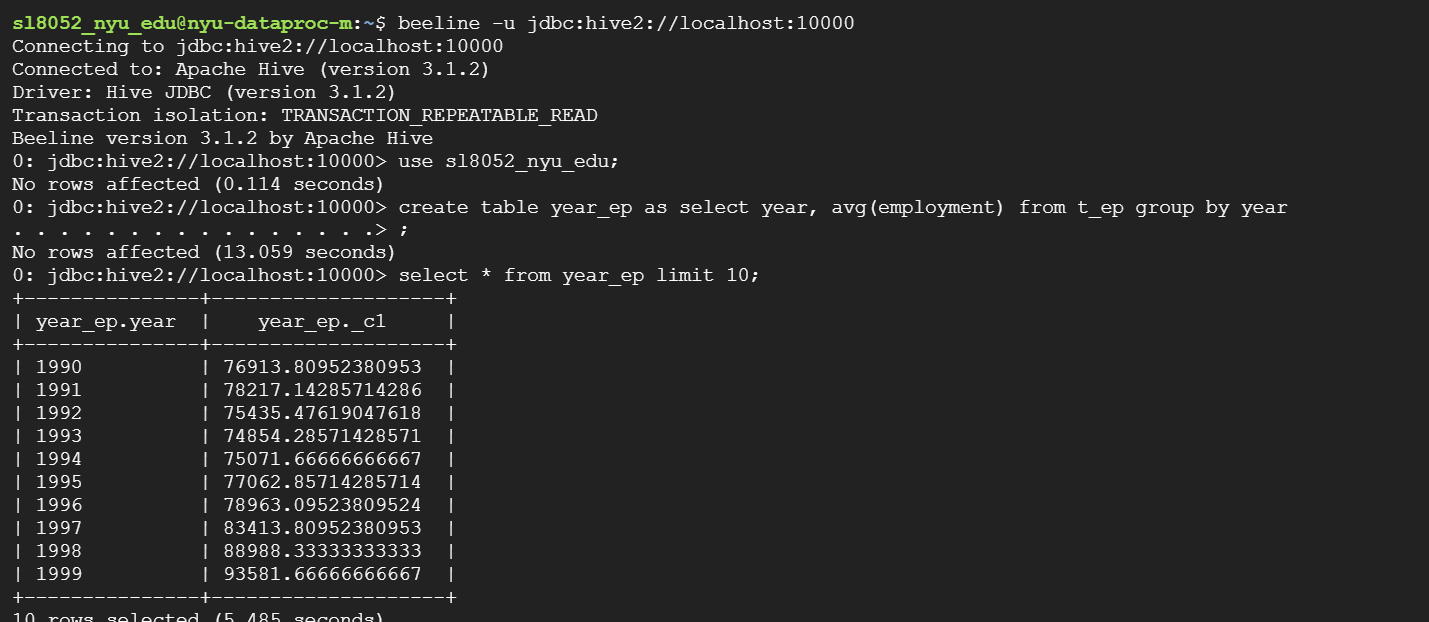 sl8052_nyu_edu@nyu-dataproc-m:~$ beeline -u jdbc:hive2://localhost:10000
Connecting to jdbc:hive2://localhost:10000
Connected to: Apache Hive (version 3.1.2)
Driver: Hive JDBC (version 3.1.2)
Transaction isolation: TRANSACTION_REPEATABLE_READ
Beeline version 3.1.2 by Apache Hive
0: jdbc:hive2://localhost:10000> use sl8052_nyu_edu;
No rows affected (0.114 seconds)
0: jdbc:hive2://localhost:10000> create table year_ep as select year, avg(employment) from t_ep group by year
. . . . . . . . . . . . . . . .> ;
No rows affected (13.059 seconds)
0: jdbc:hive2://localhost:10000> select * from year_ep limit 10;
+---------------+--------------------+
| year_ep.year  |    year_ep._c1     |
+---------------+--------------------+
| 1990          | 76913.80952380953  |
| 1991          | 78217.14285714286  |
| 1992          | 75435.47619047618  |
| 1993          | 74854.28571428571  |
| 1994          | 75071.66666666667  |
| 1995          | 77062.85714285714  |
| 1996          | 78963.09523809524  |
| 1997          | 83413.80952380953  |
| 1998          | 88988.33333333333  |
| 1999          | 93581.66666666667  |
+---------------+--------------------+
10 rows selected (5.485 seconds)